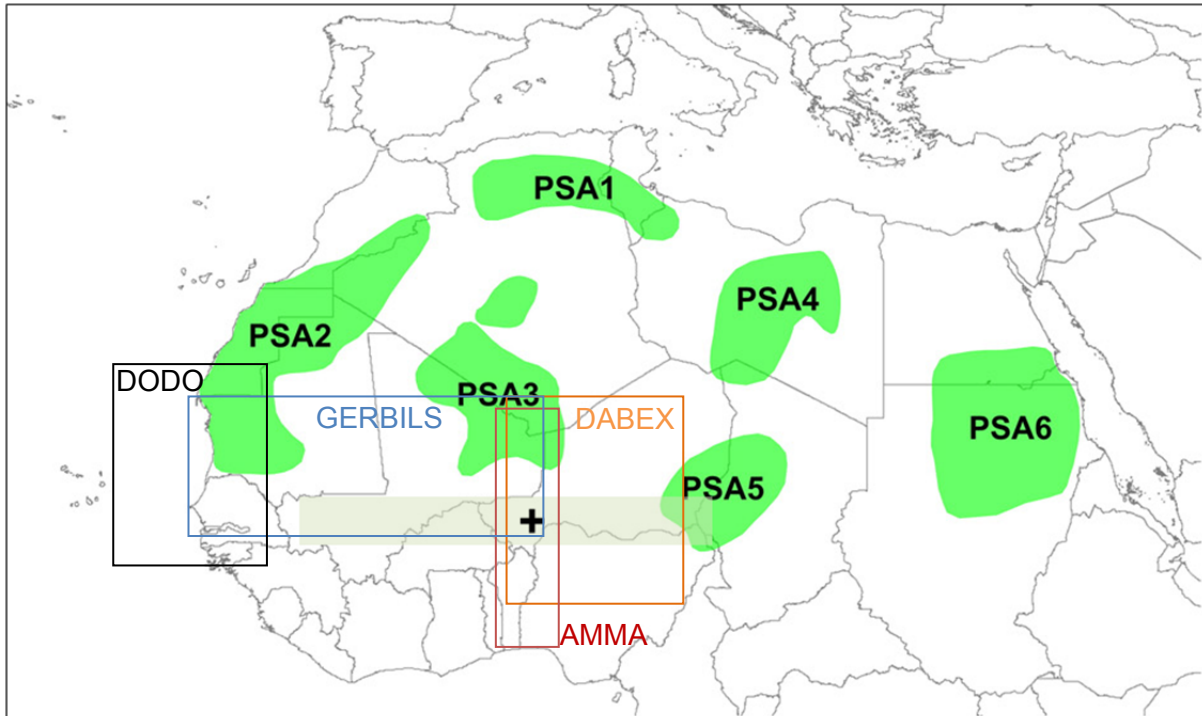 PSA1
PSA4
PSA2
DODO
PSA3
GERBILS
DABEX
PSA6
PSA5
+
AMMA